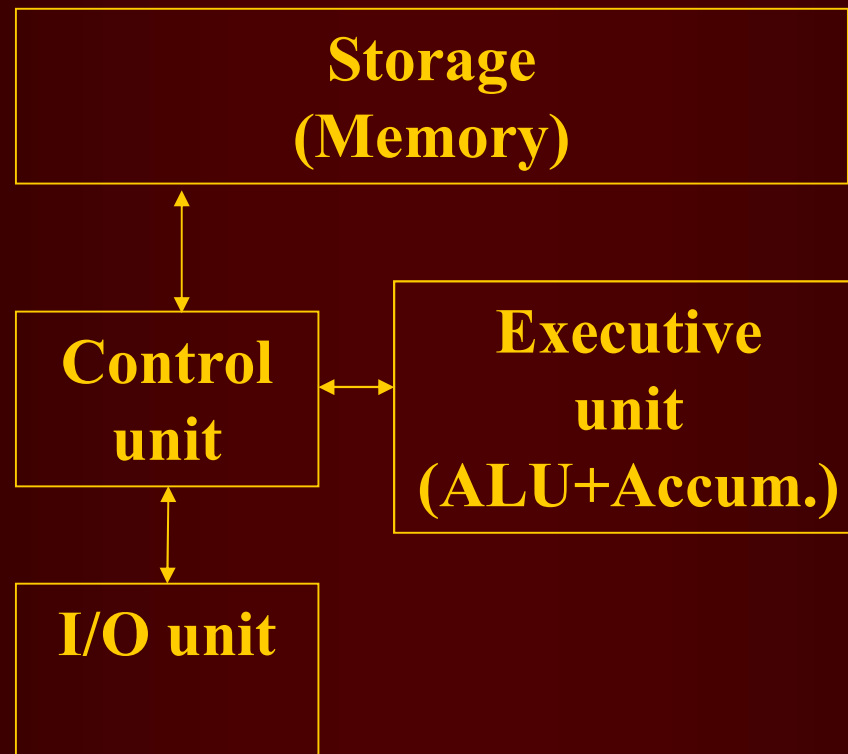 Storage
(Memory)
Control
unit
Executive
unit
(ALU+Accum.)
I/O unit